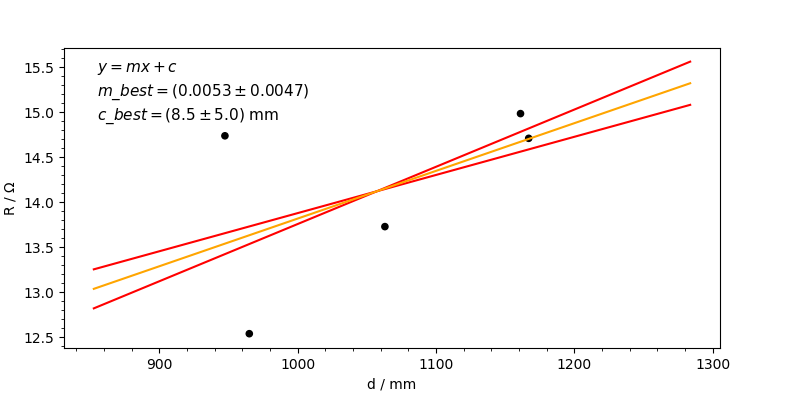 y = mx + c
m_best = (0.0053 ± 0.0047)
c_best = (8.5 ± 5.0) mm
15.5
15.0
14.5
14.0
13.5
13.0
12.5
R / Ω
900 1000 1100 1200 1300
d / mm